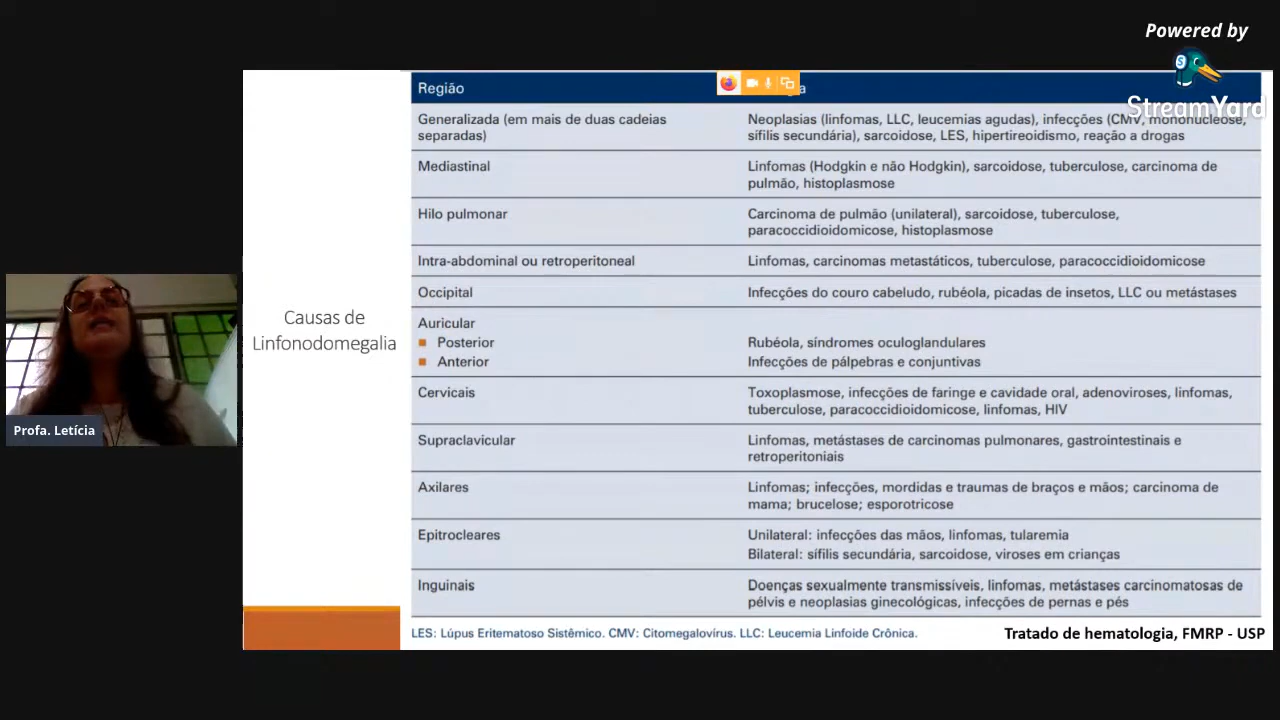 Powered by
StreamYard
Região
Generalizada (em mais de duas cadeias
separadas)
Neoplasias (linfomas, LLC, leucemias agudas), infecções (CMV, mononucleose,
sífilis secundária), sarcoidose, LES, hipertireoidismo, reação a drogas
Mediastinal
Linfomas (Hodgkin e não Hodgkin), sarcoidose, tuberculose, carcinoma de
pulmão, histoplasmose
Hilo pulmonar
Carcinoma de pulmão (unilateral), sarcoidose, tuberculose,
paracoccidioidomicose, histoplasmose
Intra-abdominal ou retroperitoneal
Linfomas, carcinomas metastáticos, tuberculose, paracoccidioidomicose
Occipital
Infecções do couro cabeludo, rubéola, picadas de insetos, LLC ou metástases
Auricular
Posterior
Rubéola, síndromes oculoglandulares
Anterior
Infecções de pálpebras e conjuntivas
Cervicais
Toxoplasmose, infecções de faringe e cavidade oral, adenoviroses, linfomas,
tuberculose, paracoccidioidomicose, linfomas, HIV
Supraclavicular
Linfomas, metástases de carcinomas pulmonares, gastrointestinais e
retroperitoniais
Axilares
Linfomas; infecções, mordidas e traumas de braços e mãos; carcinoma de
mama; brucelose; esporotricose
Epitrocleares
Unilateral: infecções das mãos, linfomas, tularemia
Bilateral: sífilis secundária, sarcoidose, viroses em crianças
Inguinais
Doenças sexualmente transmissíveis, linfomas, metástases carcinomatosas de
pélvis e neoplasias ginecológicas, infecções de pernas e pés
LES: Lúpus Eritematoso Sistêmico. CMV: Citomegalovírus. LLC: Leucemia Linfoide Crônica.
Tratado de hematologia, FMRP - USP
Causas de
Linfonodomegalia
Profa. Letícia